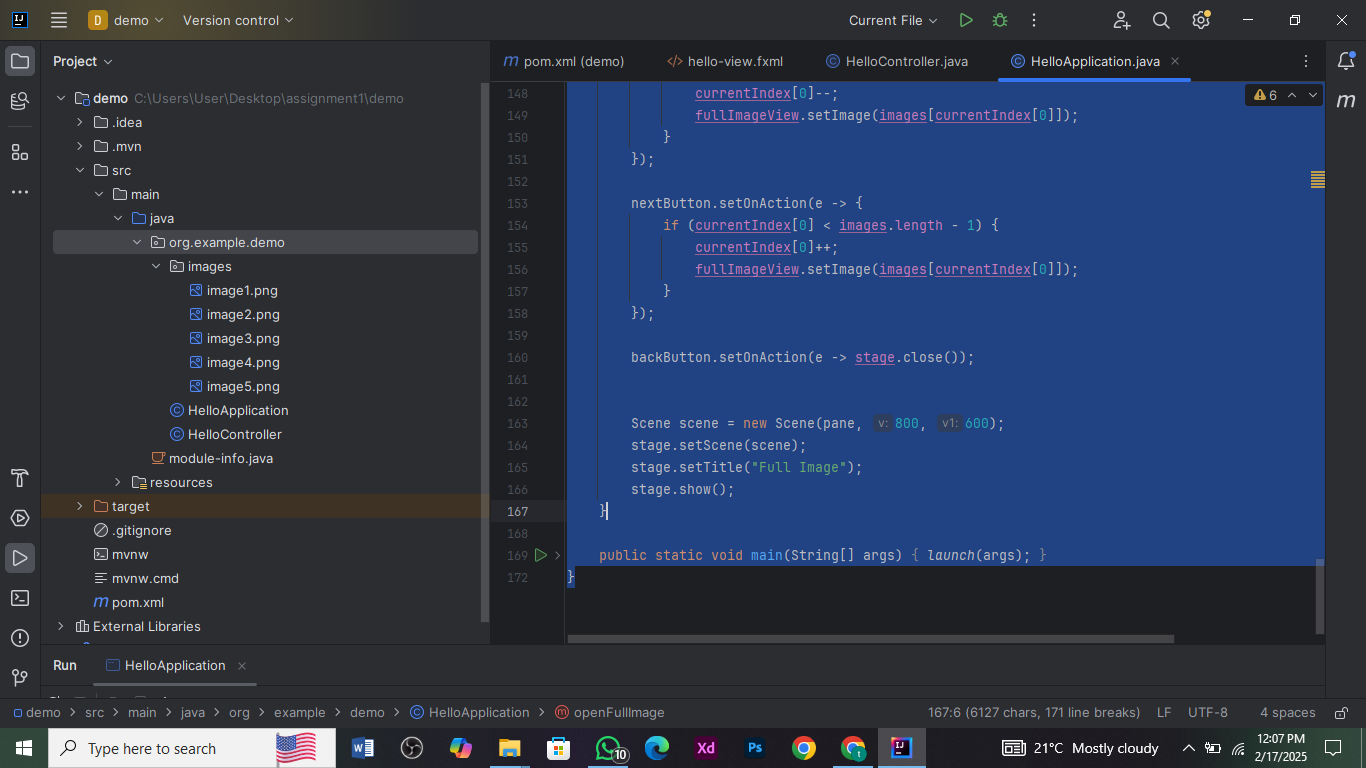 D demo Version control Current File
Project
pom.xml (demo) hello-view.fxml HelloController.java HelloApplication.java
demo C:\Users\User\Desktop\assignment1\demo
.idea
.mvn
src
main
java
org.example.demo
images
image1.png
image2.png
image3.png
image4.png
image5.png
HelloApplication
HelloController
module-info.java
resources
target
.gitignore
mvnw
mvnw.cmd
pom.xml
External Libraries
6
148 currentIndex[0]--;
149 fullImageView.setImage(images[currentIndex[0]]);
150 }
151 });
152
153 nextButton.setOnAction(e -> {
154 if (currentIndex[0] < images.length - 1) {
155 currentIndex[0]++;
156 fullImageView.setImage(images[currentIndex[0]]);
157 }
158 });
159
160 backButton.setOnAction(e -> stage.close());
161
162
163 Scene scene = new Scene(pane, v: 800, v1: 600);
164 stage.setScene(scene);
165 stage.setTitle("Full Image");
166 stage.show();
167 }
168
169 public static void main(String[] args) { launch(args); }
172 }
Run HelloApplication
demo > src > main > java > org > example > demo > HelloApplication > openFullImage 167:6 (6127 chars, 171 line breaks) LF UTF-8 4 spaces
Type here to search 10 21°C Mostly cloudy 12:07 PM
2/17/2025